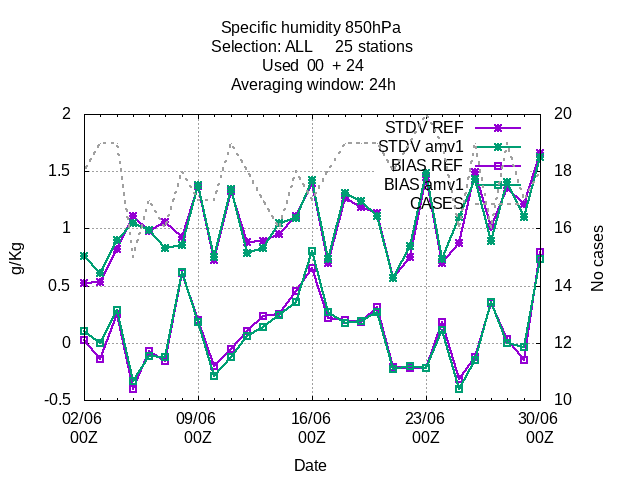 Specific humidity 850hPa
Selection: ALL 25 stations
Used 00 + 24
Averaging window: 24h
2
1.5
1
0.5
0
-0.5
g/Kg
20
18
16
14
12
10
No cases
STDV REF
STDV amv1
BIAS REF
BIAS amv1
CASES
02/06 09/06 16/06 23/06 30/06
00Z 00Z 00Z 00Z 00Z
Date